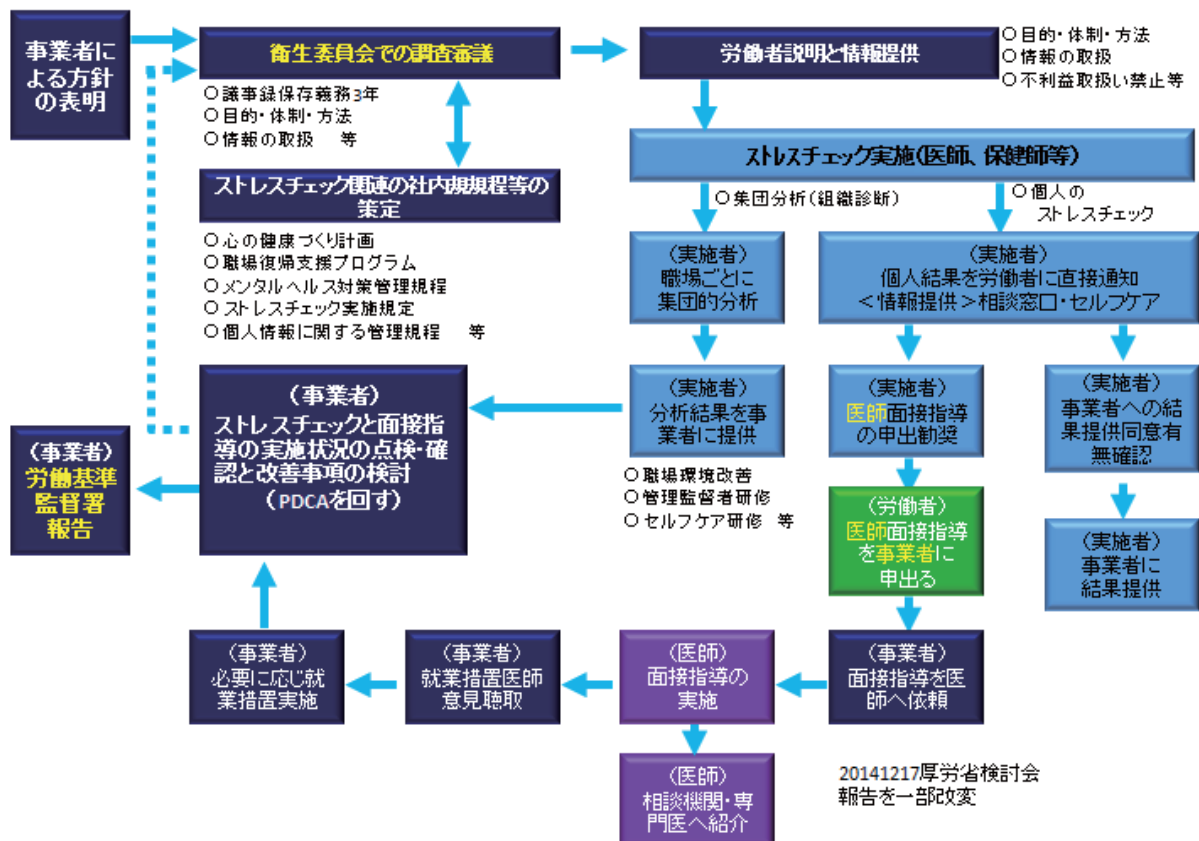 事業者に
よる方針
の表明
衛生委員会での調査審議
○議事録保存義務3年
○目的・体制・方法
○情報の取扱 等
労働者説明と情報提供
○目的・体制・方法
○情報の取扱
○不利益取扱い禁止等
ストレスチェック関連の社内規規程等の
策定
○心の健康づくり計画
○職場復帰支援プログラム
○メンタルヘルス対策管理規程
○ストレスチェック実施規定
○個人情報に関する管理規程 等
ストレスチェック実施(医師、保健師等)
○集団分析(組織診断)
○個人の
ストレスチェック
(実施者)
職場ごとに
集団的分析
(実施者)
個人結果を労働者に直接通知
<情報提供>相談窓口・セルフケア
(実施者)
分析結果を事
業者に提供
○職場環境改善
○管理監督者研修
○セルフケア研修 等
(実施者)
医師面接指導
の申出勧奨
(実施者)
事業者への結
果提供同意有
無確認
(労働者)
医師面接指導
を事業者に
申出る
(実施者)
事業者に
結果提供
(事業者)
ストレスチェックと面接指
導の実施状況の点検・確
認と改善事項の検討
(PDCAを回す)
(事業者)
労働基準
監督署
報告
(事業者)
必要に応じ就
業措置実施
(事業者)
就業措置医師
意見聴取
(医師)
面接指導の
実施
(事業者)
面接指導を医
師へ依頼
(医師)
相談機関・専
門医へ紹介
20141217厚労省検討会
報告を一部改変